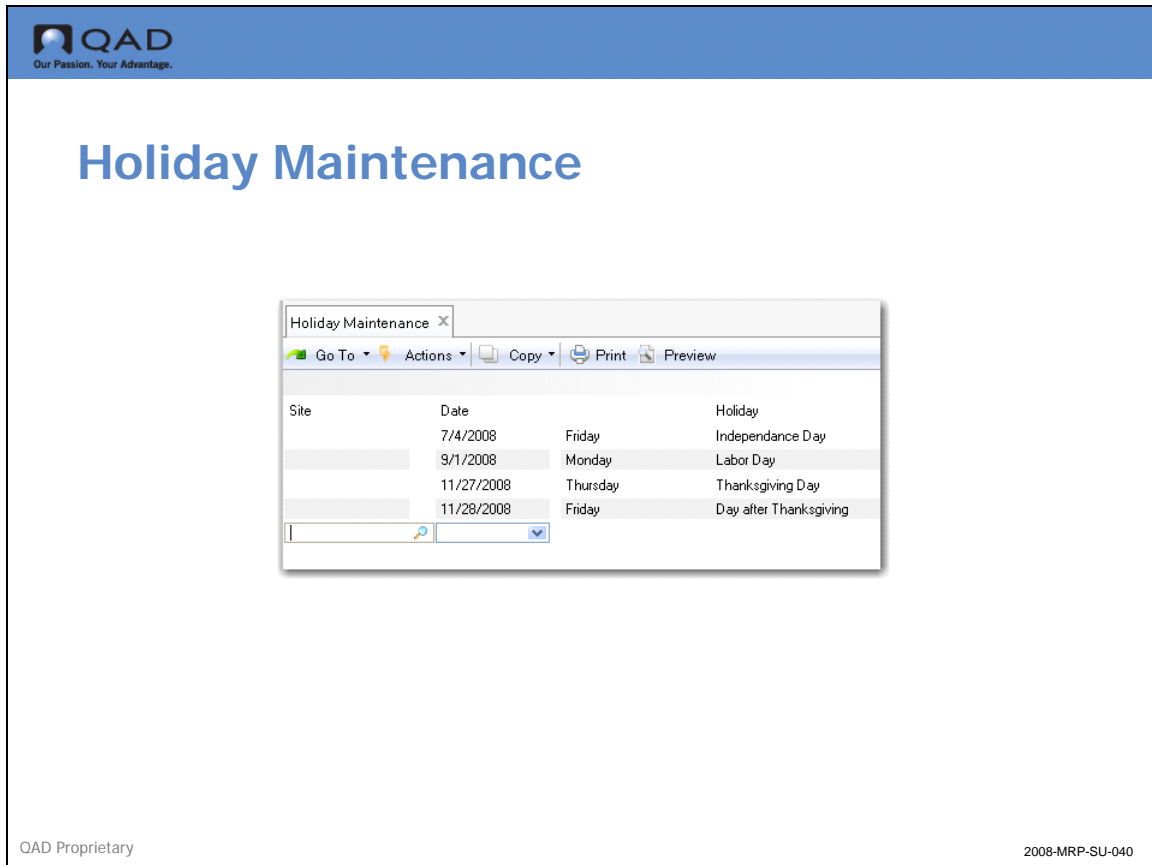 QAD
Our Passion. Your Advantage.
Holiday Maintenance
Holiday Maintenance X
Go To Actions Copy Print Preview
Site Date Holiday
7/4/2008 Friday Independance Day
9/1/2008 Monday Labor Day
11/27/2008 Thursday Thanksgiving Day
11/28/2008 Friday Day after Thanksgiving
QAD Proprietary
2008-MRP-SU-040